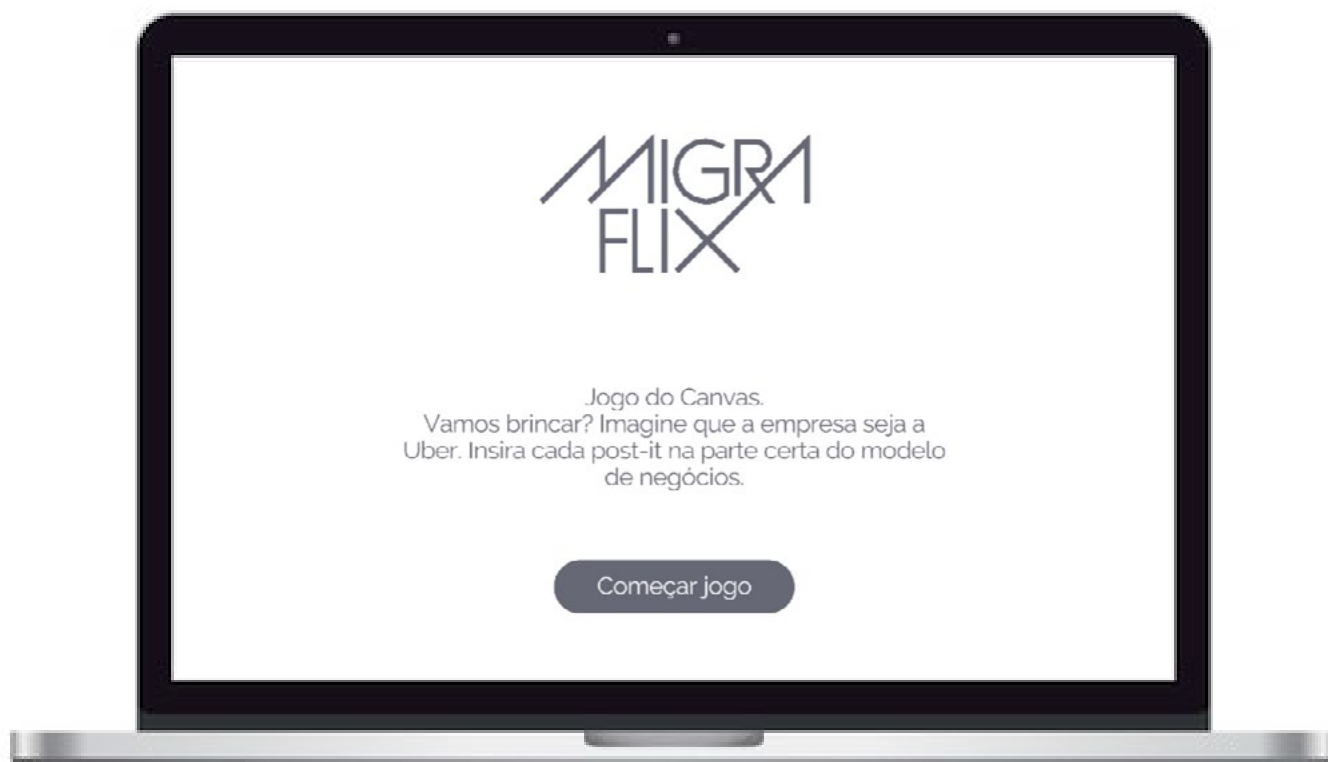 MIGRA
FLIX
Jogo do Canvas.
Vamos brincar? Imagine que a empresa seja a
Uber. Insira cada post-it na parte certa do modelo
de negócios.
Começar jogo